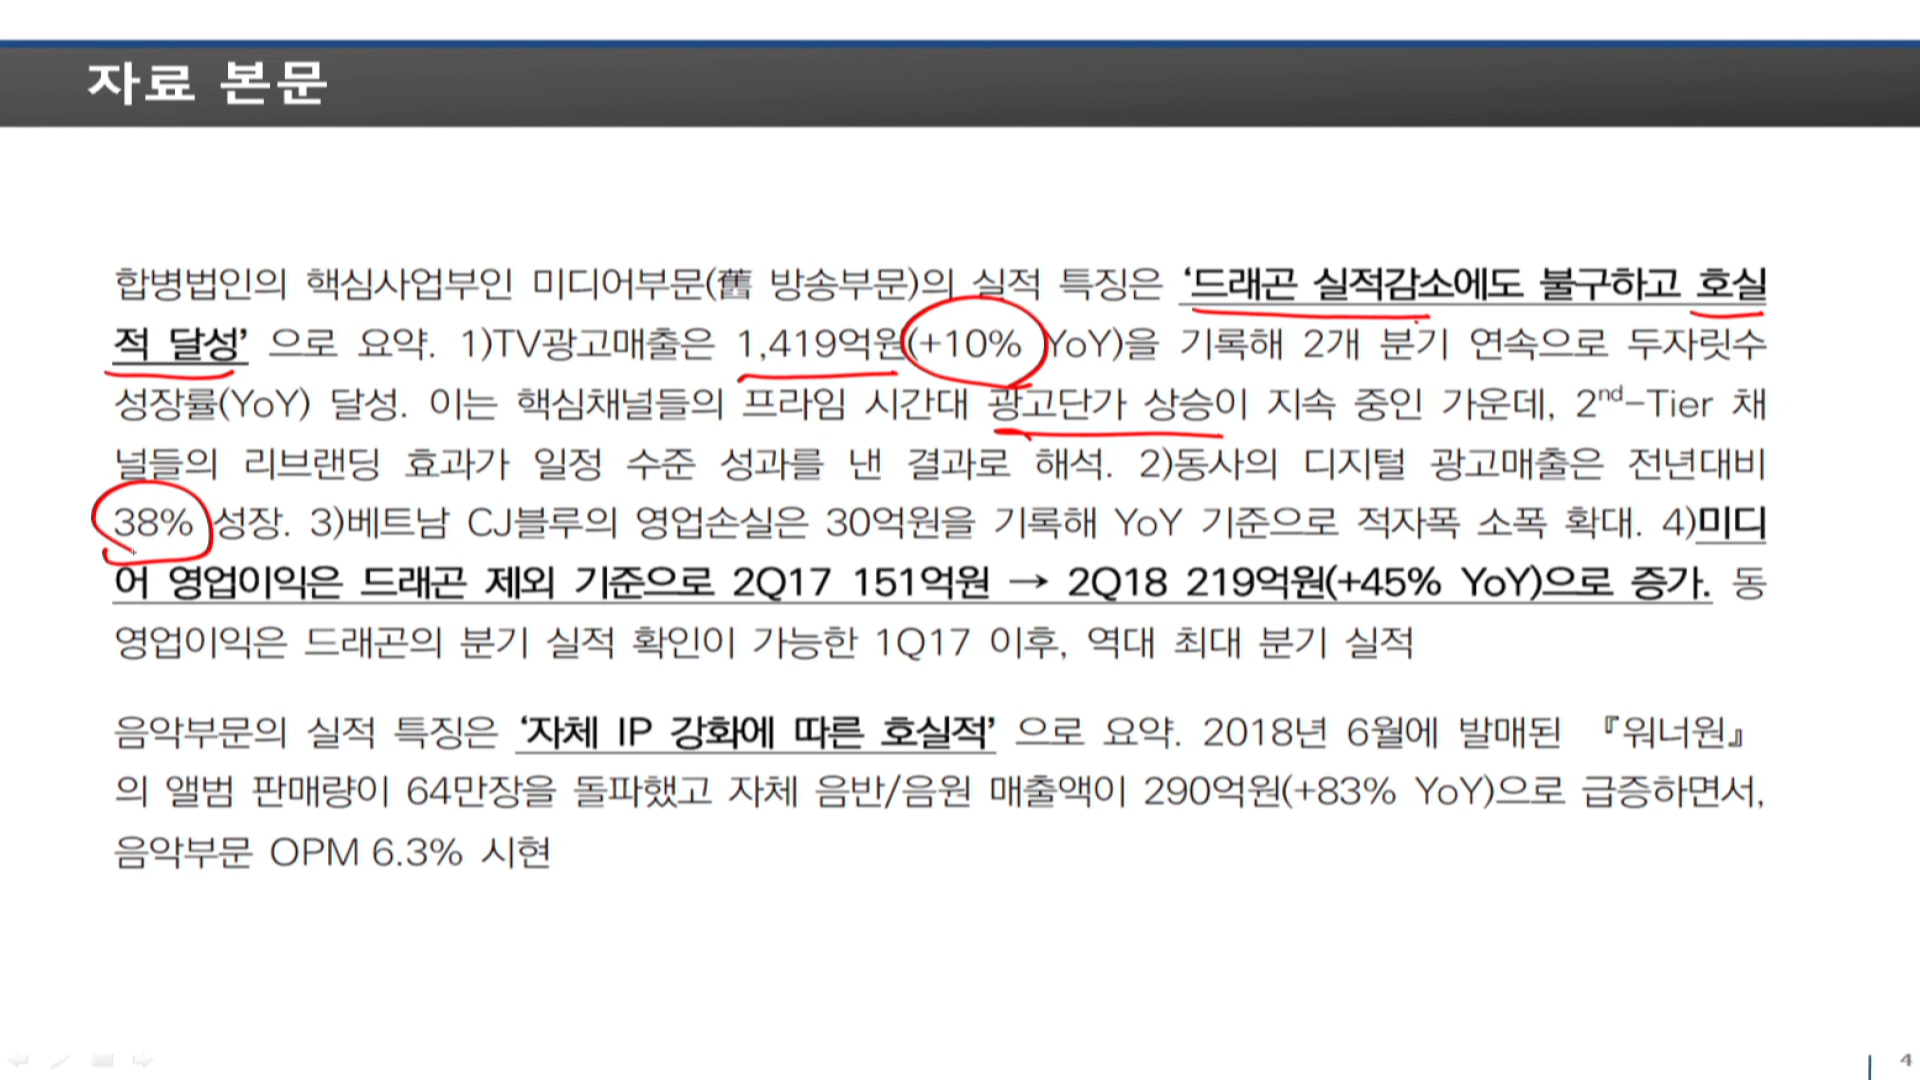 자료 본문
합병법인의 핵심사업부인 미디어부문(舊 방송부문)의 실적 특징은 ‘드래곤 실적감소에도 불구하고 호실
적 달성’ 으로 요약. 1)TV광고매출은 1,419억원(+10% YoY)을 기록해 2개 분기 연속으로 두자릿수
성장률(YoY) 달성. 이는 핵심채널들의 프라임 시간대 광고단가 상승이 지속 중인 가운데, 2nd-Tier 채
널들의 리브랜딩 효과가 일정 수준 성과를 낸 결과로 해석. 2)동사의 디지털 광고매출은 전년대비
38% 성장. 3)베트남 CJ블루의 영업손실은 30억원을 기록해 YoY 기준으로 적자폭 소폭 확대. 4)미디
어 영업이익은 드래곤 제외 기준으로 2Q17 151억원 → 2Q18 219억원(+45% YoY)으로 증가. 동
영업이익은 드래곤의 분기 실적 확인이 가능한 1Q17 이후, 역대 최대 분기 실적
음악부문의 실적 특징은 ‘자체 IP 강화에 따른 호실적’ 으로 요약. 2018년 6월에 발매된 『워너원』
의 앨범 판매량이 64만장을 돌파했고 자체 음반/음원 매출액이 290억원(+83% YoY)으로 급증하면서,
음악부문 OPM 6.3% 시현
4